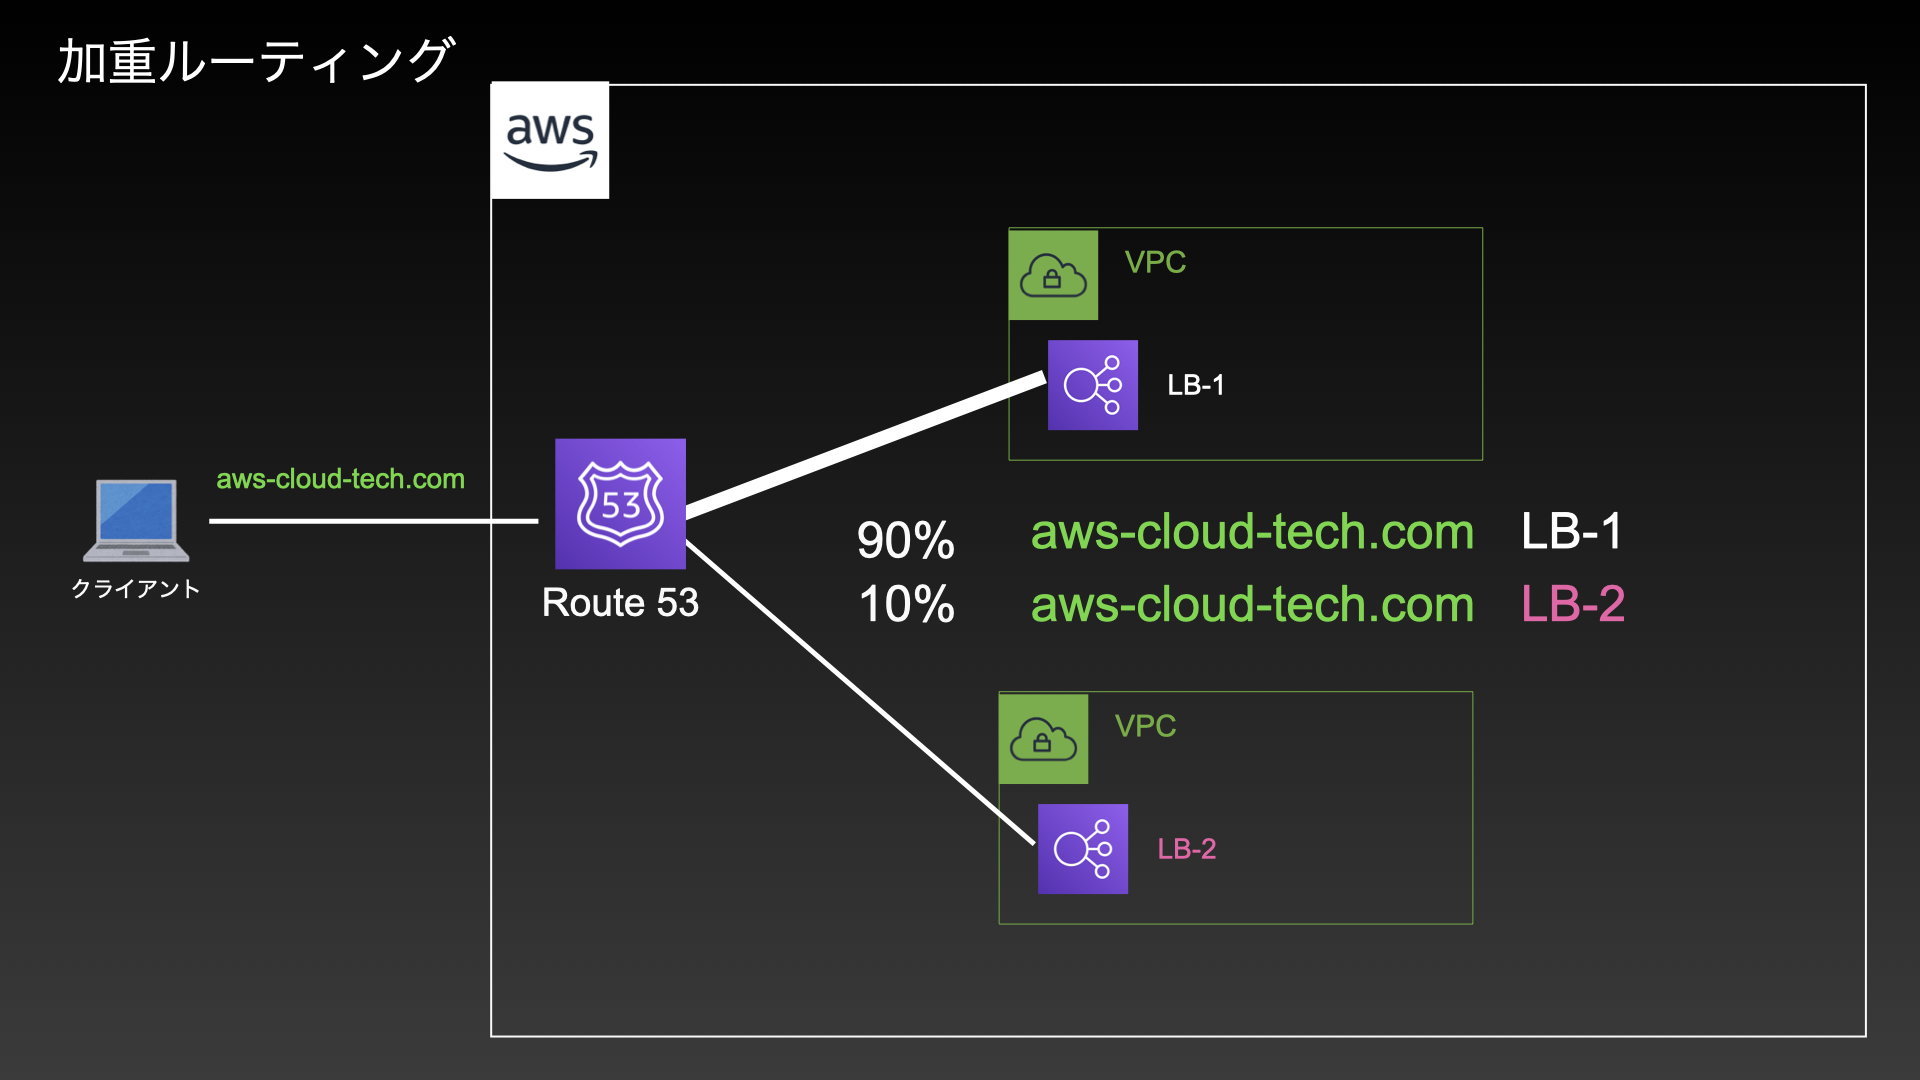 加重ルーティング
aws
VPC
LB-1
aws-cloud-tech.com
53
クライアント
Route 53
90% aws-cloud-tech.com LB-1
10% aws-cloud-tech.com LB-2
VPC
LB-2